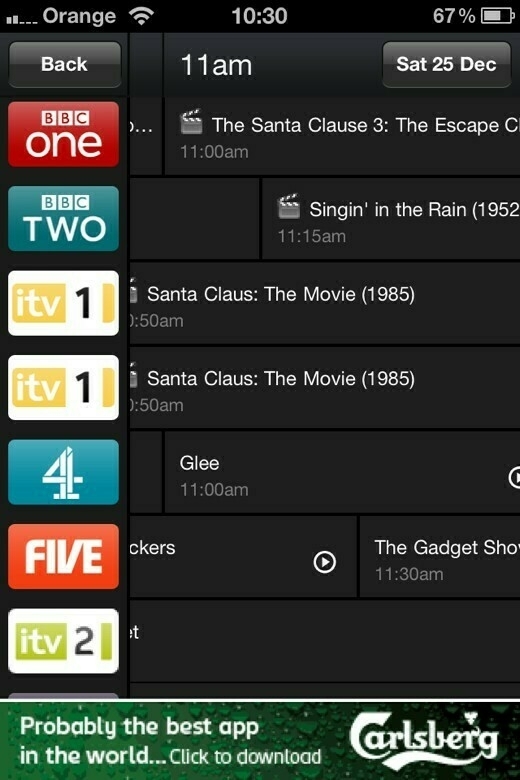 Orange 10:30 67%
Back 11am Sat 25 Dec
BBC
one
o... The Santa Clause 3: The Escape Cl
11:00am
BBC
TWO
Singin' in the Rain (1952
11:15am
itv 1
Santa Claus: The Movie (1985)
0:50am
itv 1
Santa Claus: The Movie (1985)
0:50am
4
Glee
11:00am
FIVE
ckers The Gadget Show
11:30am
itv 2
et
Probably the best app
in the world... Click to download
Carlsberg